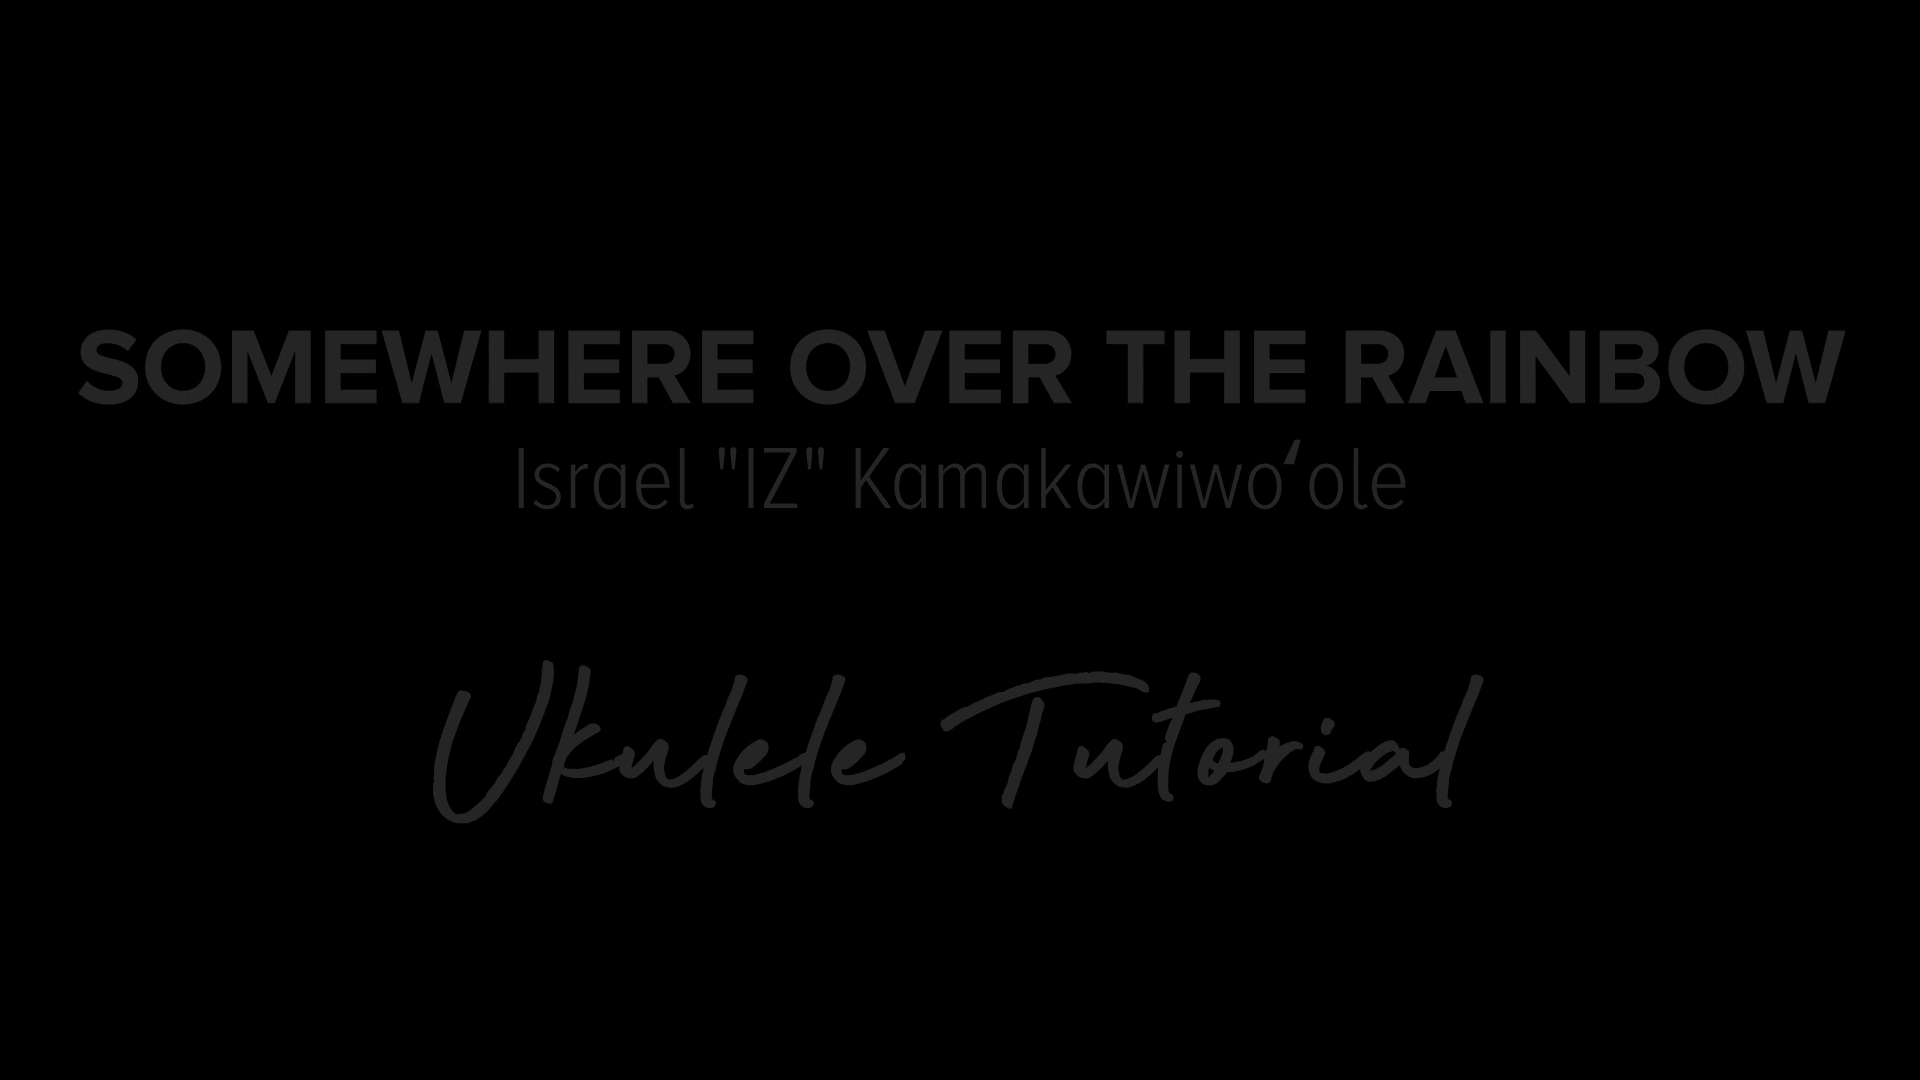 SOMEWHERE OVER THE RAINBOW
Israel "IZ" Kamakawiwoʻole
Ukulele Tutorial